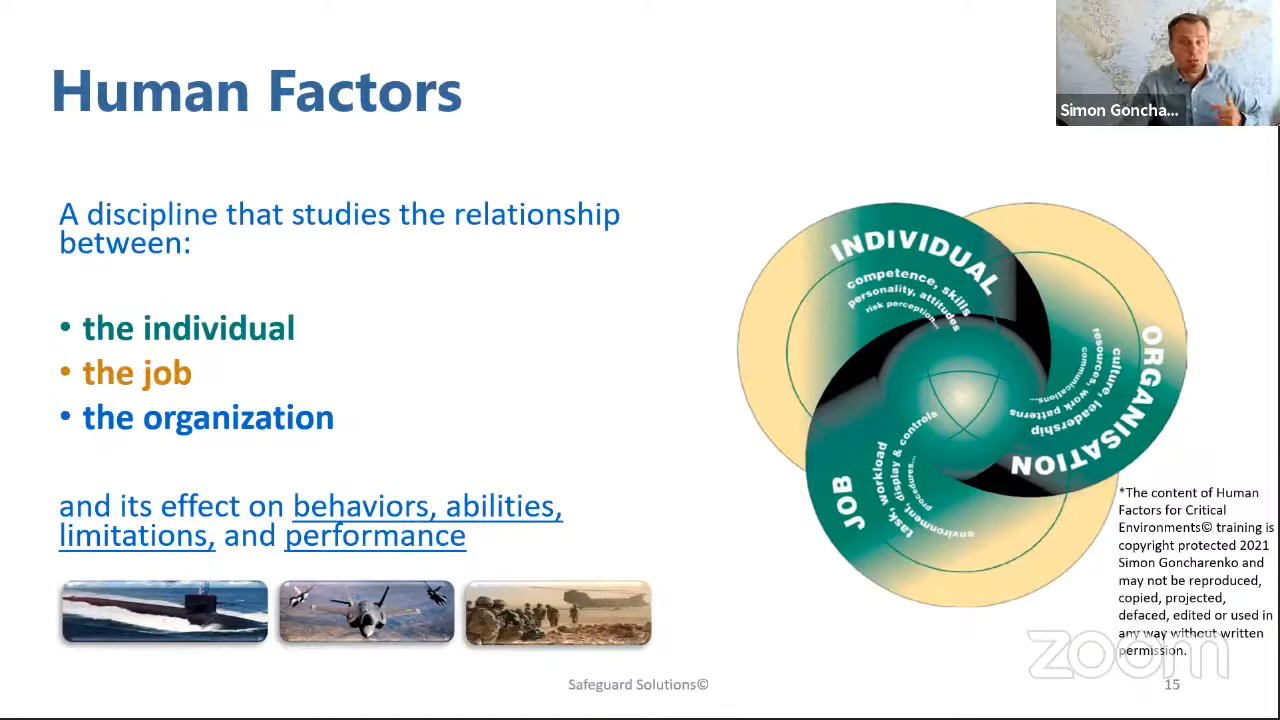 Human Factors
Simon Goncha...
A discipline that studies the relationship
between:
• the individual
• the job
• the organization
and its effect on behaviors, abilities,
limitations, and performance
INDIVIDUAL
competence, skills
personality, attitudes
risk perception...
ORGANISATION
culture, leadership
resources, work patterns
communications...
JOB
task, workload
environment, display & controls
procedures...
*The content of Human
Factors for Critical
Environments© training is
copyright protected 2021
Simon Goncharenko and
may not be reproduced,
copied, projected,
defaced, edited or used in
any way without written
permission.
zoom
Safeguard Solutions©
15